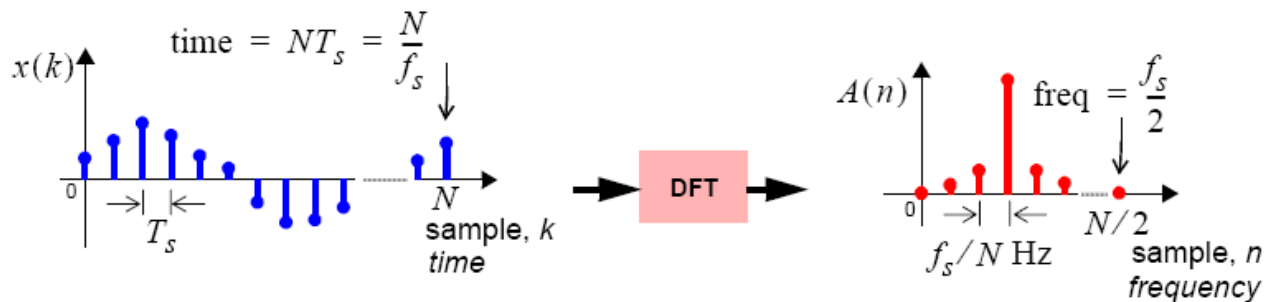 time = NT_s = N/f_s
x(k)
0
T_s
N
sample, k
time
DFT
A(n)
freq = f_s/2
0
N/2
f_s/N Hz
sample, n
frequency